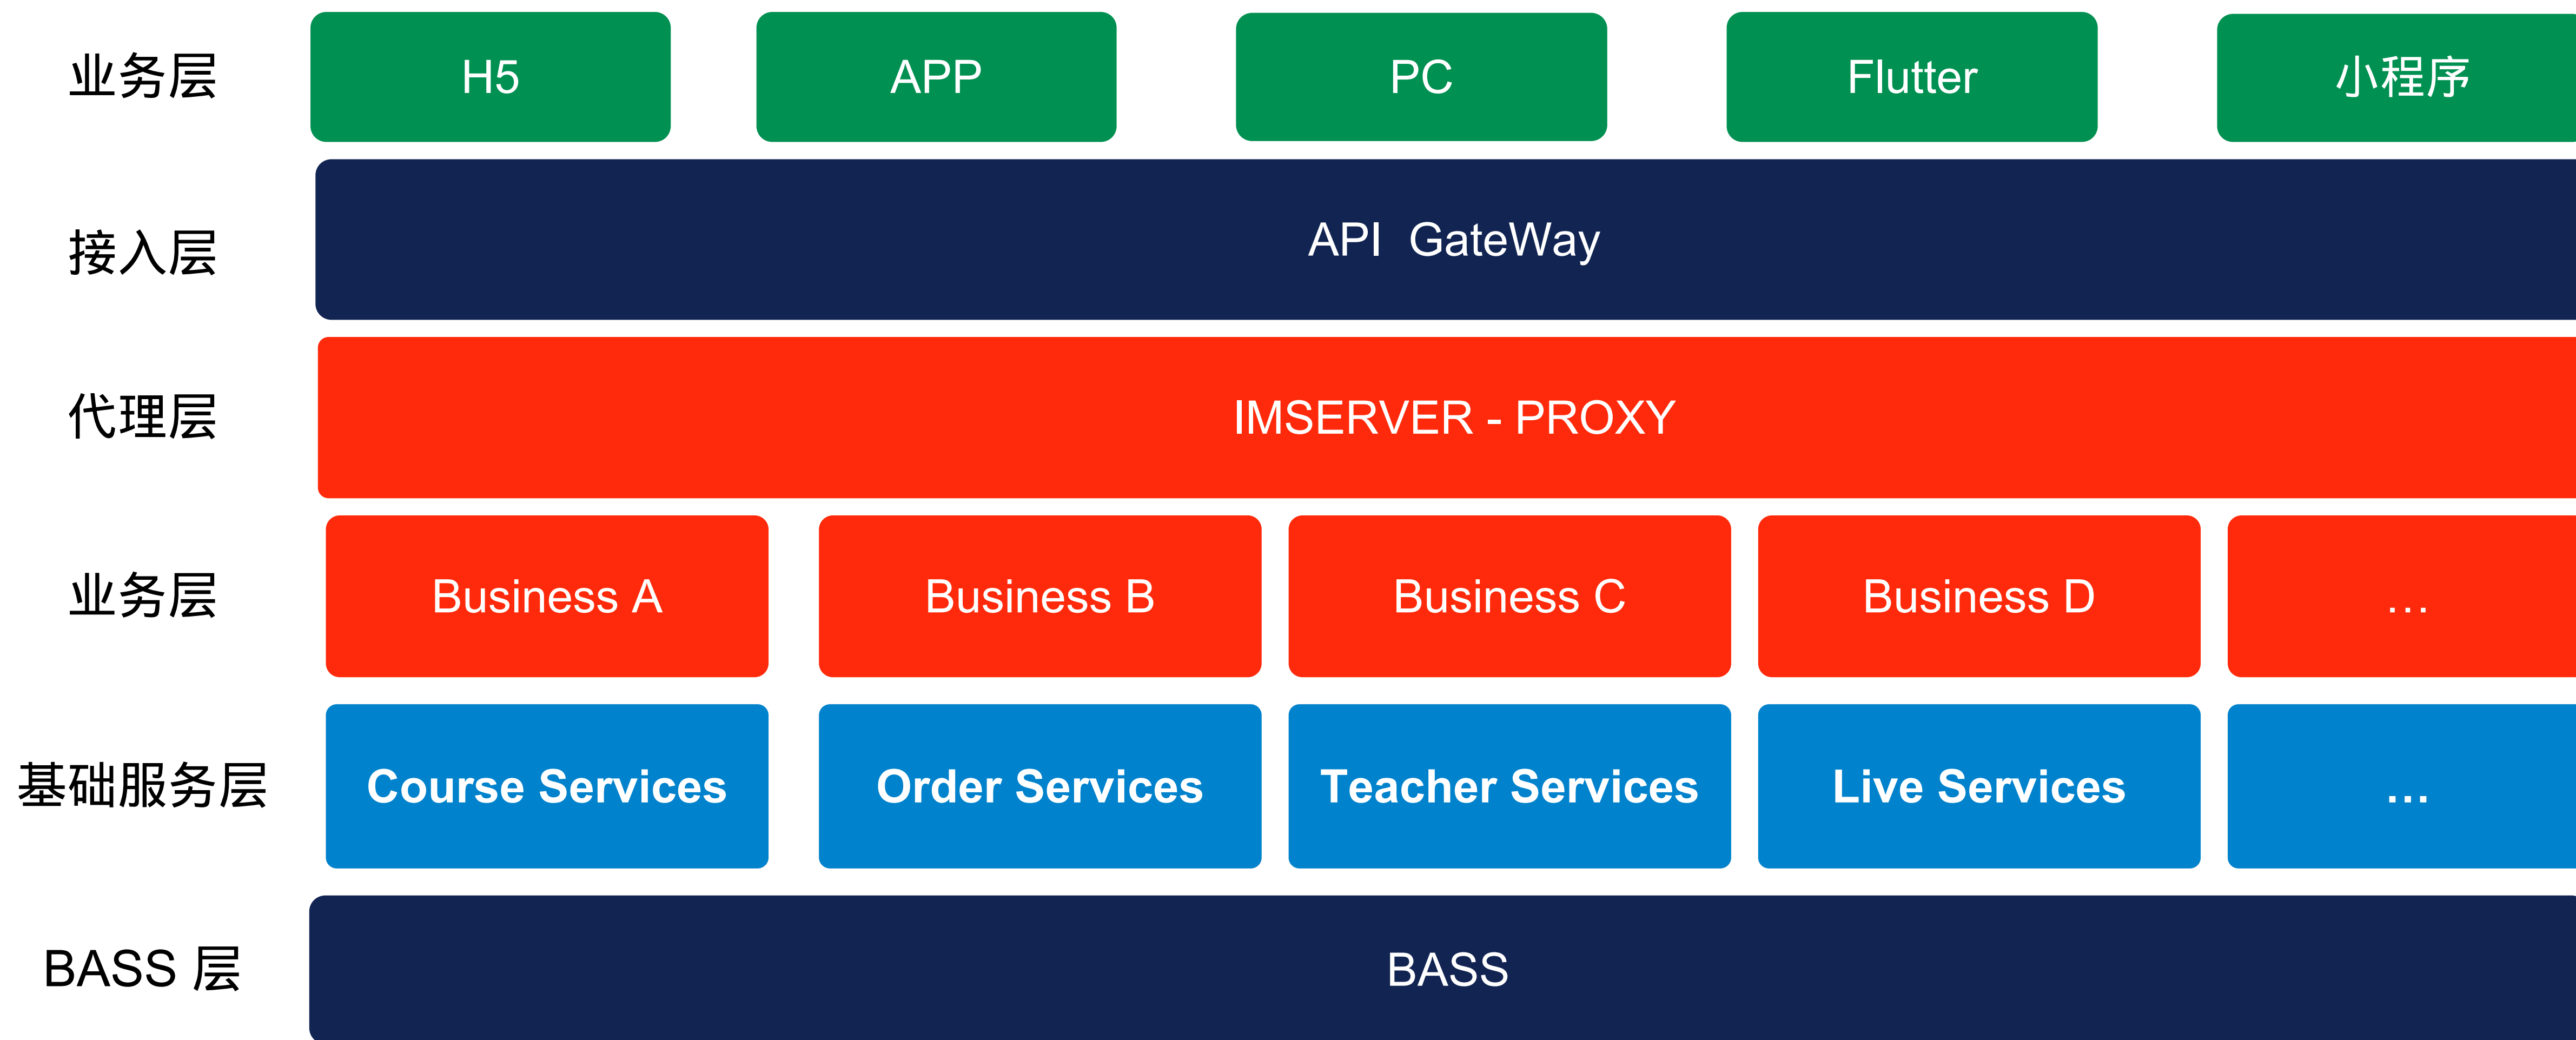 业务层
H5
APP
PC
Flutter
小程序
接入层
API  GateWay
代理层
IMSERVER - PROXY
业务层
Business A
Business B
Business C
Business D
...
基础服务层
Course Services
Order Services
Teacher Services
Live Services
...
BASS 层
BASS